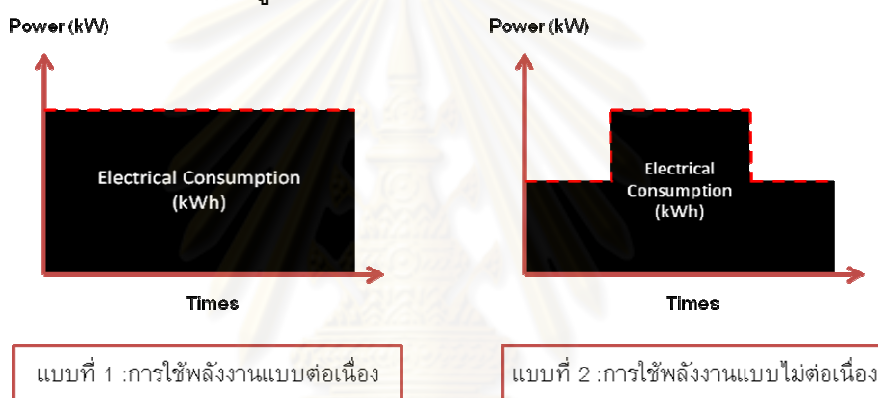 Power (kW)
Electrical Consumption
(kWh)
Times
แบบที่ 1 :การใช้พลังงานแบบต่อเนื่อง
Power (kW)
Electrical
Consumption
(kWh)
Times
แบบที่ 2 :การใช้พลังงานแบบไม่ต่อเนื่อง